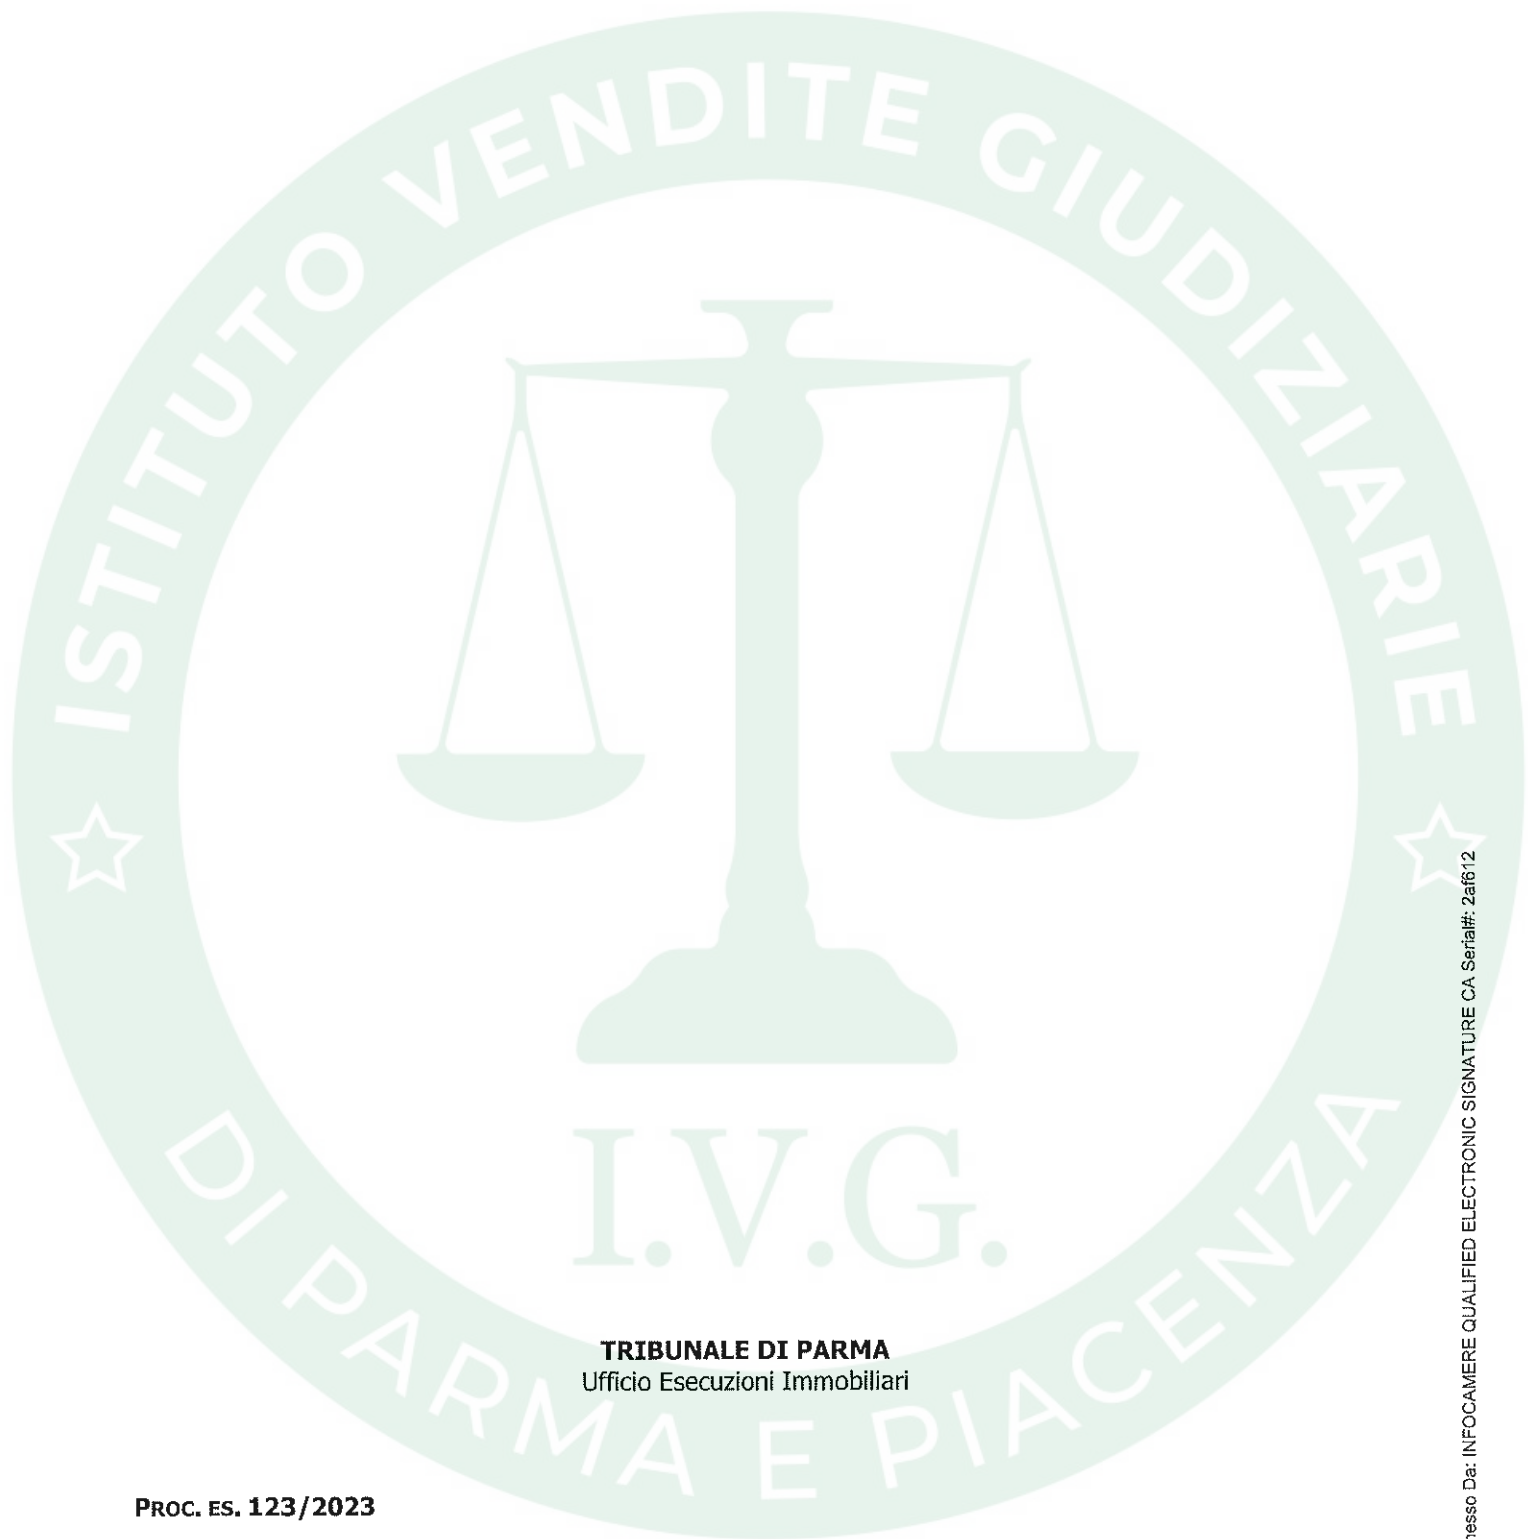 ISTITUTO VENDITE GIUDIZIARIE
I.V.G.
DI PARMA E PIACENZA
TRIBUNALE DI PARMA
Ufficio Esecuzioni Immobiliari
PROC. ES. 123/2023
Da: INFOCAMERE QUALIFIED ELECTRONIC SIGNATURE CA Serial#: 2af612